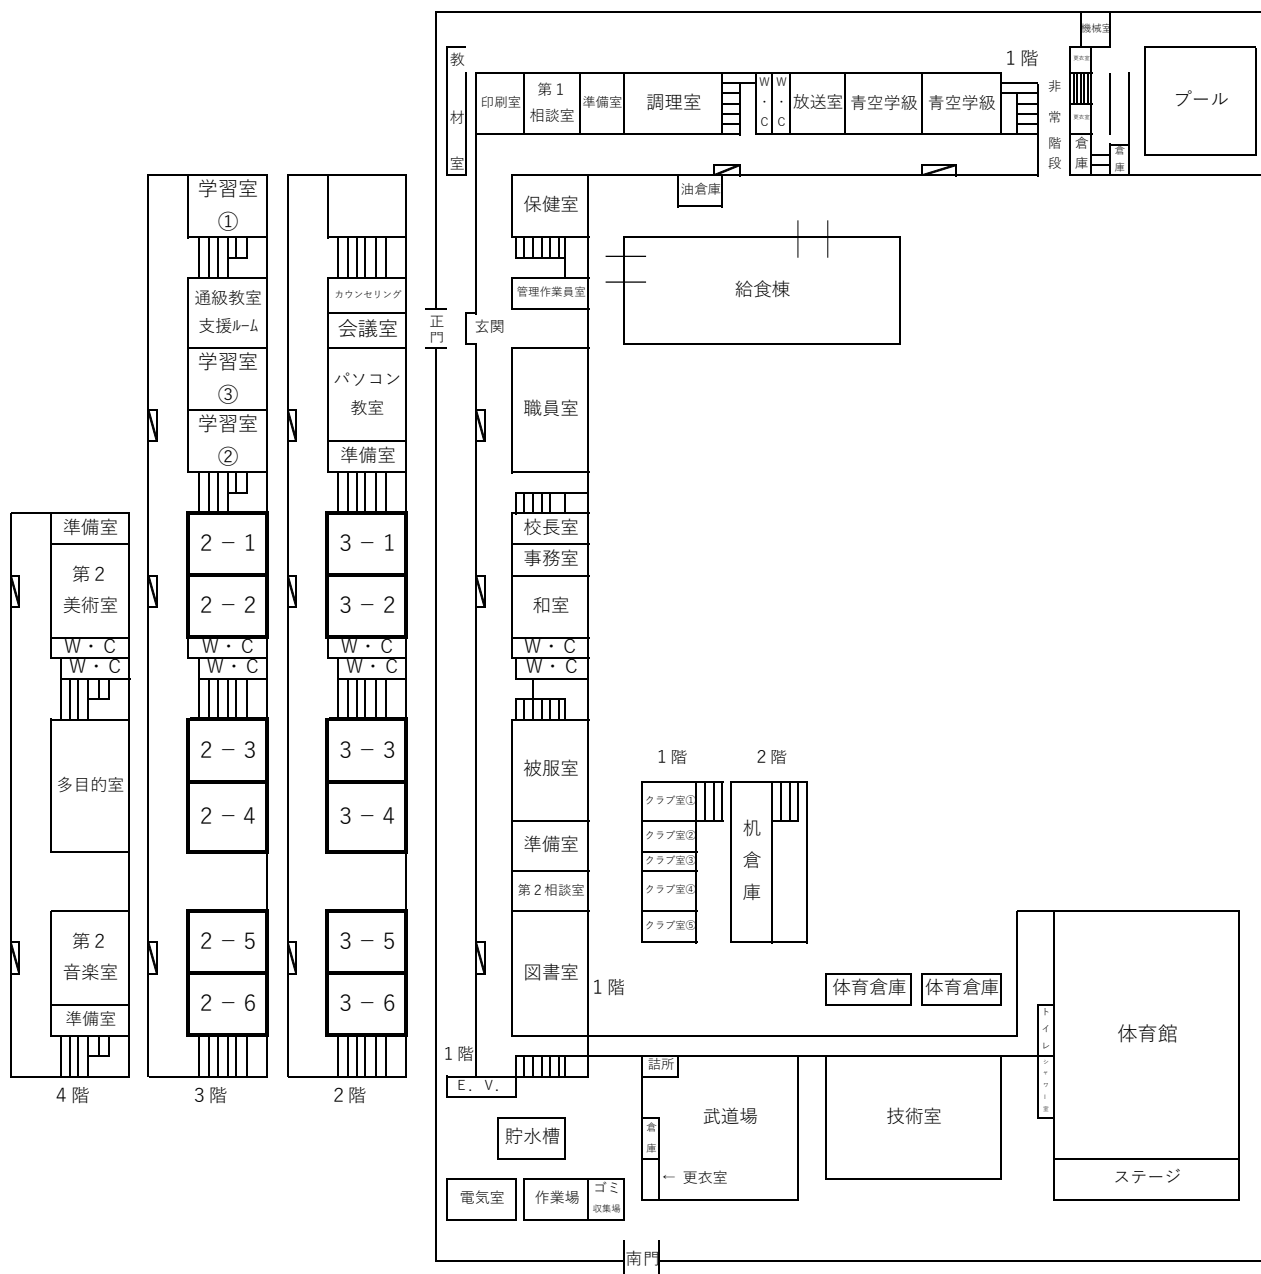 機械室
教材室
印刷室
第１
相談室
準備室
調理室
W・C
W・C
放送室
青空学級
青空学級
１階
非常階段
更衣室
更衣室
倉庫
倉庫
プール
油倉庫
給食棟
保健室
管理作業員室
正門
玄関
職員室
校長室
事務室
和室
W・C
W・C
被服室
準備室
第２相談室
図書室
１階
１階
E．V．
学習室
①
通級教室
支援ルーム
学習室
③
学習室
②
２－１
２－２
W・C
W・C
２－３
２－４
２－５
２－６
３階
カウンセリング
会議室
パソコン
教室
準備室
３－１
３－２
W・C
W・C
３－３
３－４
３－５
３－６
２階
準備室
第２
美術室
W・C
W・C
多目的室
第２
音楽室
準備室
４階
１階
クラブ室①
クラブ室②
クラブ室③
クラブ室④
クラブ室⑤
２階
机倉庫
体育倉庫
体育倉庫
トイレ
シャワー室
体育館
ステージ
詰所
武道場
倉庫
← 更衣室
技術室
貯水槽
電気室
作業場
ゴミ
収集場
南門